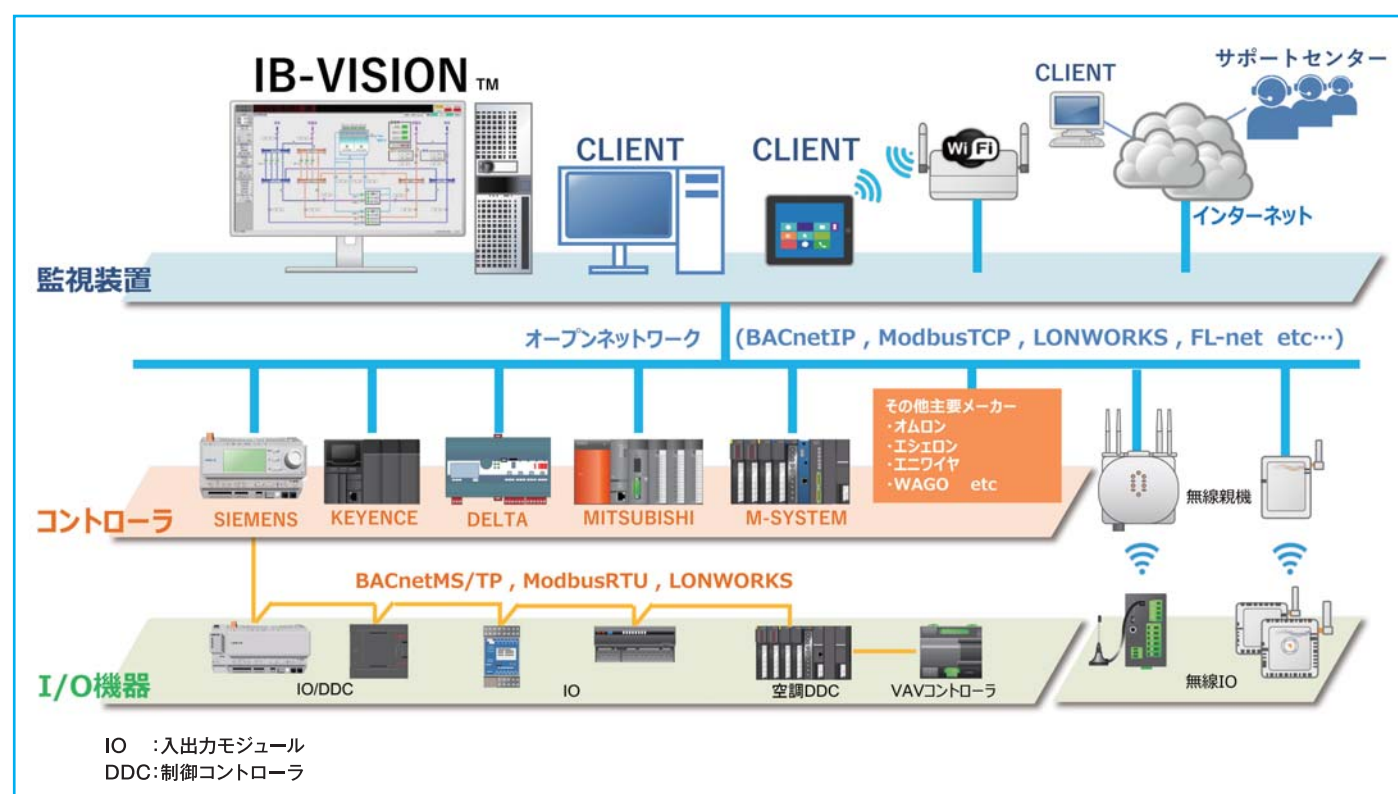 IB-VISION TM
CLIENT
CLIENT
Wi Fi
CLIENT
サポートセンター
インターネット
監視装置
オープンネットワーク (BACnetIP , ModbusTCP , LONWORKS , FL-net etc…)
その他主要メーカー
・オムロン
・エシェロン
・エニワイヤ
・WAGO etc
コントローラ
SIEMENS
KEYENCE
DELTA
MITSUBISHI
M-SYSTEM
無線親機
BACnetMS/TP , ModbusRTU , LONWORKS
I/O機器
IO/DDC
IO
空調DDC
VAVコントローラ
無線IO
IO :入出力モジュール
DDC:制御コントローラ